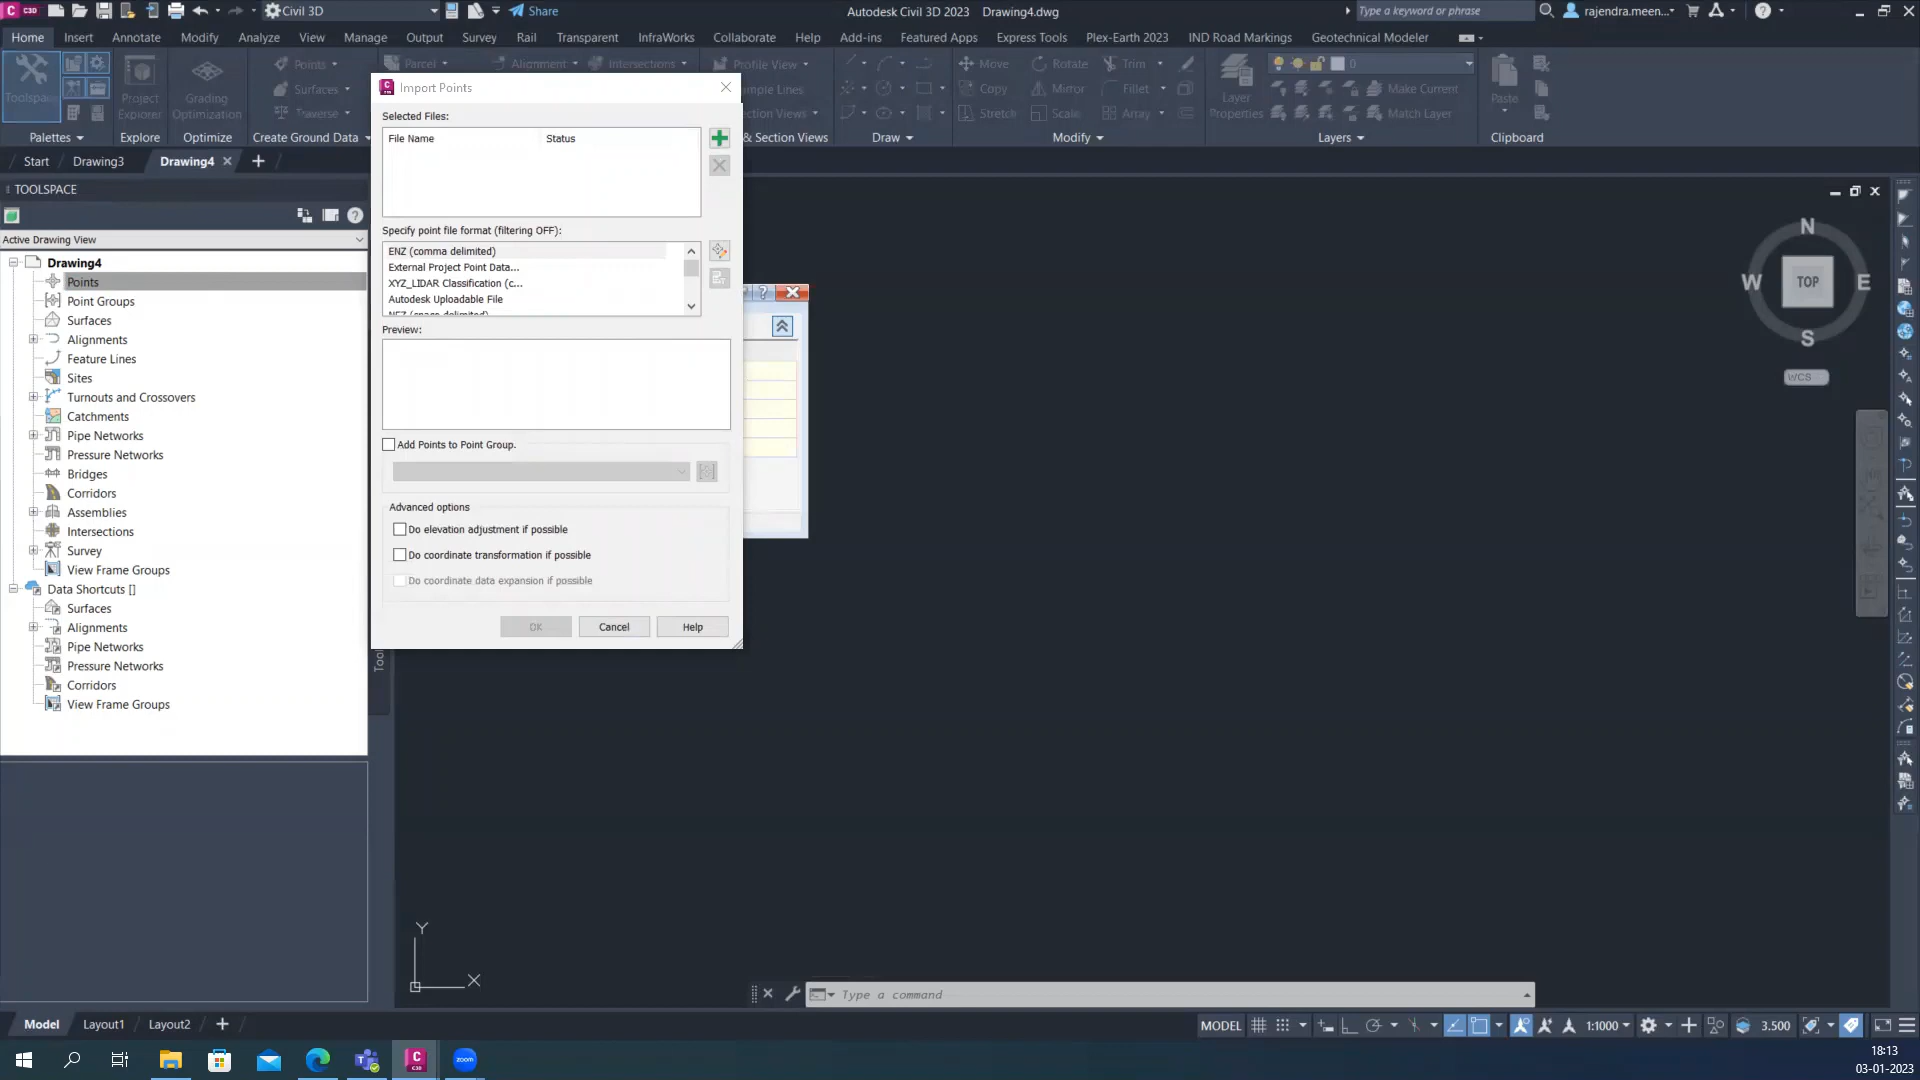 C3D
Civil 3D
Share
Autodesk Civil 3D 2023
Drawing4.dwg
Type a keyword or phrase
rajendra.meen...
Home
Insert
Annotate
Modify
Analyze
View
Manage
Output
Survey
Rail
Transparent
InfraWorks
Collaborate
Help
Add-ins
Featured Apps
Express Tools
Plex-Earth 2023
IND Road Markings
Geotechnical Modeler
Toolspace
Project
Explorer
Grading
Optimization
Points
Surfaces
Traverse
Parcel
Alignment
Intersections
Profile View
ample Lines
ection Views
Move
Rotate
Trim
Copy
Mirror
Fillet
Stretch
Scale
Array
Layer
Properties
0
Make Current
Match Layer
Paste
Palettes
Explore
Optimize
Create Ground Data
& Section Views
Draw
Modify
Layers
Clipboard
Start
Drawing3
Drawing4
TOOLSPACE
Active Drawing View
Drawing4
Points
Point Groups
Surfaces
Alignments
Feature Lines
Sites
Turnouts and Crossovers
Catchments
Pipe Networks
Pressure Networks
Bridges
Corridors
Assemblies
Intersections
Survey
View Frame Groups
Data Shortcuts []
Surfaces
Alignments
Pipe Networks
Pressure Networks
Corridors
View Frame Groups
Import Points
Selected Files:
File Name
Status
Specify point file format (filtering OFF):
ENZ (comma delimited)
External Project Point Data...
XYZ_LIDAR Classification (c...
Autodesk Uploadable File
Preview:
Add Points to Point Group.
Advanced options
Do elevation adjustment if possible
Do coordinate transformation if possible
Do coordinate data expansion if possible
OK
Cancel
Help
Tool
N
W
TOP
E
S
WCS
Y
X
Type a command
Model
Layout1
Layout2
MODEL
1:1000
3.500
zoom
18:13
03-01-2023